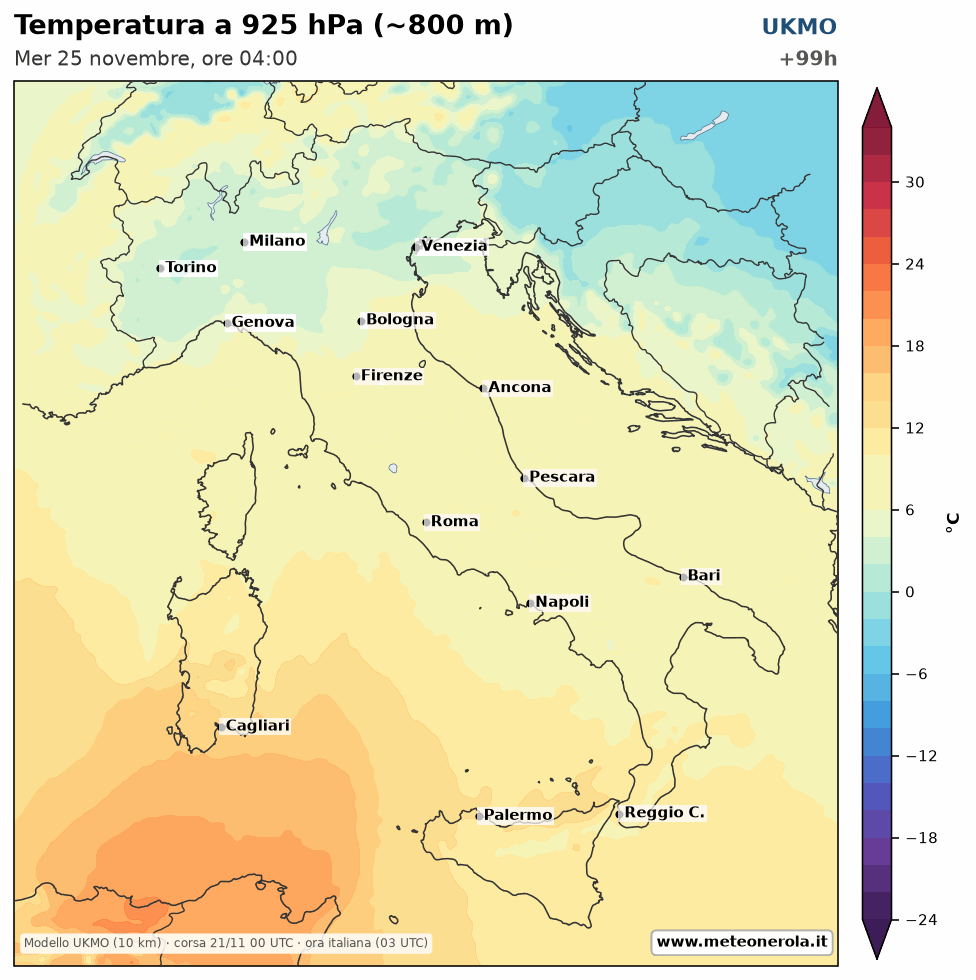 Temperatura a 925 hPa (~800 m)
UKMO
Mer 25 novembre, ore 04:00
+99h
Milano
Venezia
Torino
Genova
Bologna
Firenze
Ancona
Pescara
Roma
Bari
Napoli
Cagliari
Palermo
Reggio C.
30
24
18
12
6
0
−6
−12
−18
−24
°C
Modello UKMO (10 km) · corsa 21/11 00 UTC · ora italiana (03 UTC)
www.meteonerola.it